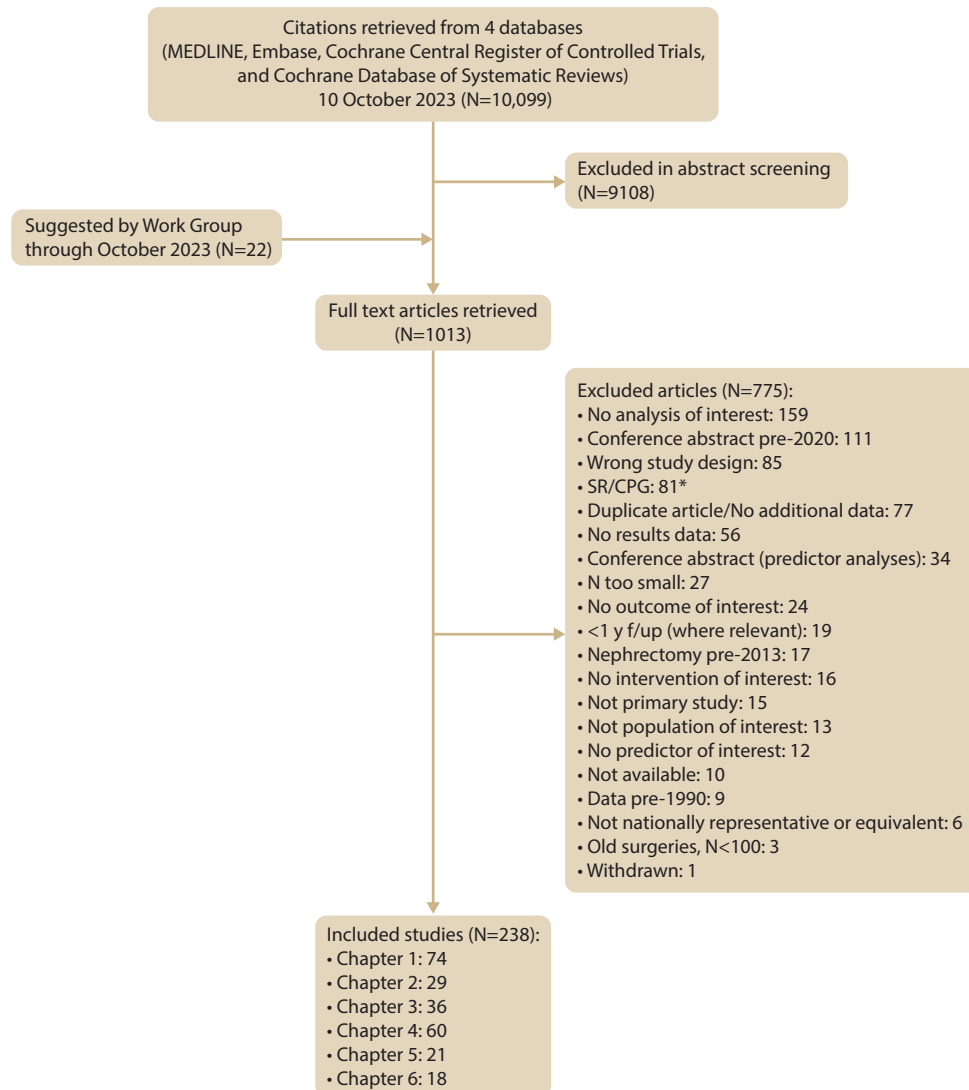 Citations retrieved from 4 databases
(MEDLINE, Embase, Cochrane Central Register of Controlled Trials,
and Cochrane Database of Systematic Reviews)
10 October 2023 (N=10,099)
Excluded in abstract screening
(N=9108)
Suggested by Work Group
through October 2023 (N=22)
Full text articles retrieved
(N=1013)
Excluded articles (N=775):
• No analysis of interest: 159
• Conference abstract pre-2020: 111
• Wrong study design: 85
• SR/CPG: 81*
• Duplicate article/No additional data: 77
• No results data: 56
• Conference abstract (predictor analyses): 34
• N too small: 27
• No outcome of interest: 24
• <1 y f/up (where relevant): 19
• Nephrectomy pre-2013: 17
• No intervention of interest: 16
• Not primary study: 15
• Not population of interest: 13
• No predictor of interest: 12
• Not available: 10
• Data pre-1990: 9
• Not nationally representative or equivalent: 6
• Old surgeries, N<100: 3
• Withdrawn: 1
Included studies (N=238):
• Chapter 1: 74
• Chapter 2: 29
• Chapter 3: 36
• Chapter 4: 60
• Chapter 5: 21
• Chapter 6: 18